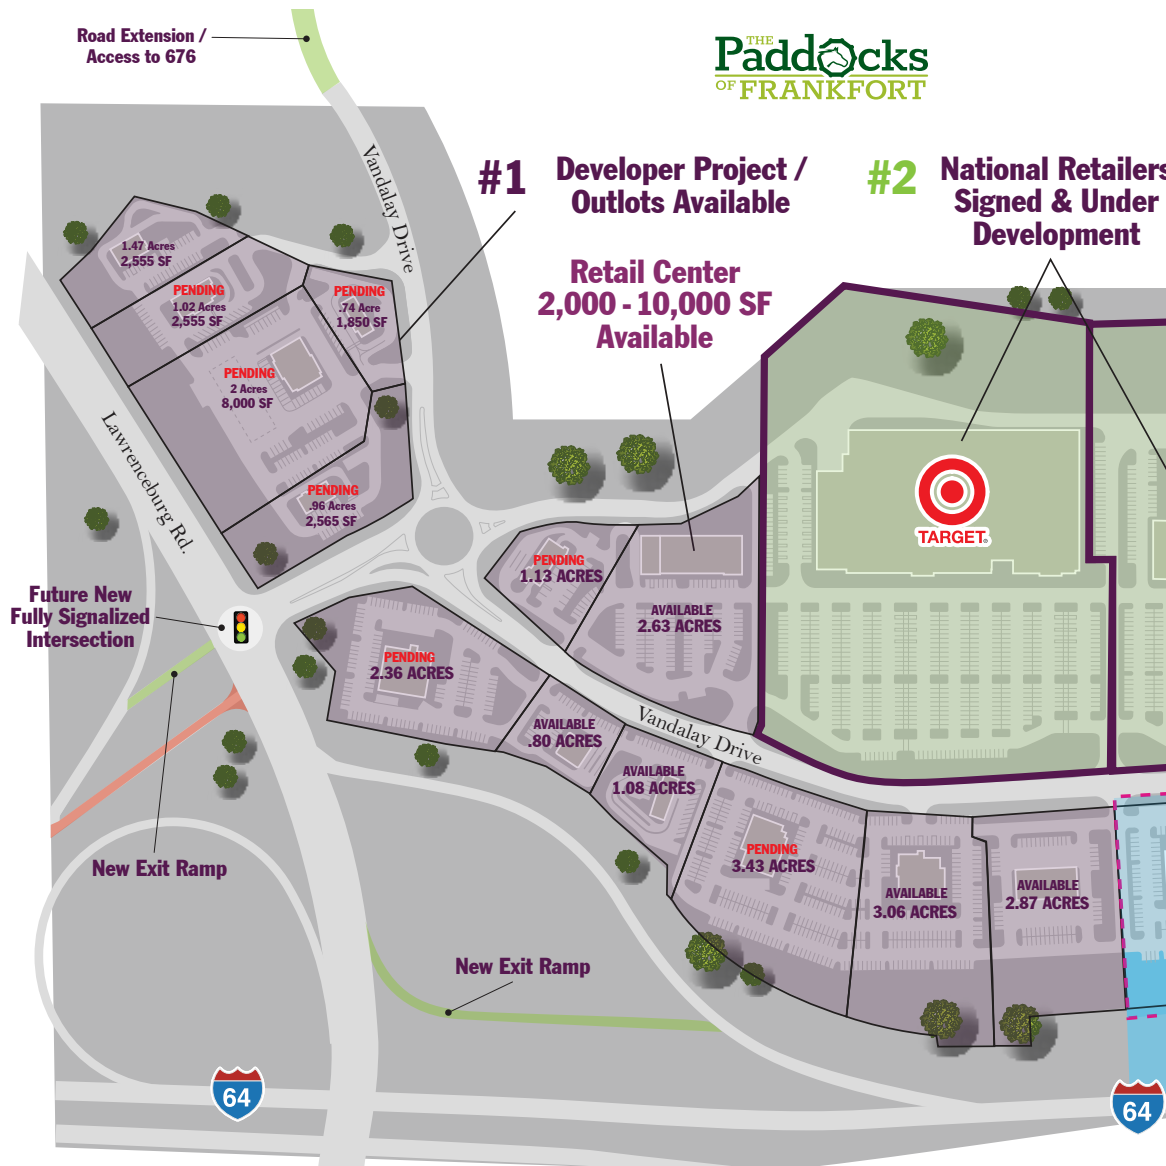 Road Extension /
Access to 676
THE
Paddocks
OF FRANKFORT
Vandalay Drive
#1
Developer Project /
Outlots Available
#2
National Retailers
Signed & Under
Development
Retail Center
2,000 - 10,000 SF
Available
1.47 Acres
2,555 SF
PENDING
1.02 Acres
2,555 SF
PENDING
.74 Acre
1,850 SF
PENDING
2 Acres
8,000 SF
Lawrenceburg Rd.
PENDING
.96 Acres
2,565 SF
TARGET®
PENDING
1.13 ACRES
AVAILABLE
2.63 ACRES
Future New
Fully Signalized
Intersection
PENDING
2.36 ACRES
AVAILABLE
.80 ACRES
Vandalay Drive
AVAILABLE
1.08 ACRES
PENDING
3.43 ACRES
AVAILABLE
3.06 ACRES
AVAILABLE
2.87 ACRES
New Exit Ramp
New Exit Ramp
64
64